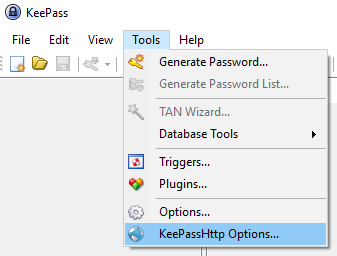 KeePass
File Edit View Tools Help
Generate Password...
Generate Password List...
TAN Wizard...
Database Tools
Triggers...
Plugins...
Options...
KeePassHttp Options...